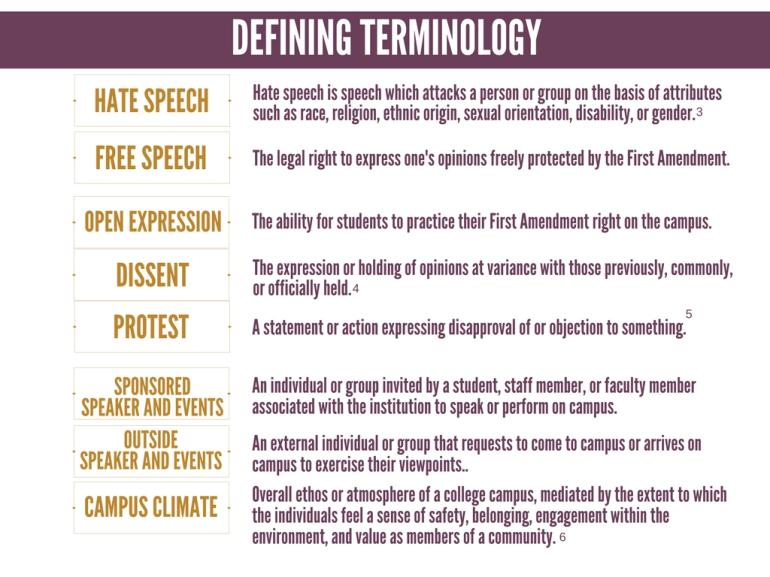 DEFINING TERMINOLOGY
HATE SPEECH
Hate speech is speech which attacks a person or group on the basis of attributes
such as race, religion, ethnic origin, sexual orientation, disability, or gender.3
FREE SPEECH
The legal right to express one's opinions freely protected by the First Amendment.
OPEN EXPRESSION
The ability for students to practice their First Amendment right on the campus.
DISSENT
The expression or holding of opinions at variance with those previously, commonly,
or officially held.4
PROTEST
A statement or action expressing disapproval of or objection to something.5
SPONSORED
SPEAKER AND EVENTS
An individual or group invited by a student, staff member, or faculty member
associated with the institution to speak or perform on campus.
OUTSIDE
SPEAKER AND EVENTS
An external individual or group that requests to come to campus or arrives on
campus to exercise their viewpoints..
CAMPUS CLIMATE
Overall ethos or atmosphere of a college campus, mediated by the extent to which
the individuals feel a sense of safety, belonging, engagement within the
environment, and value as members of a community. 6